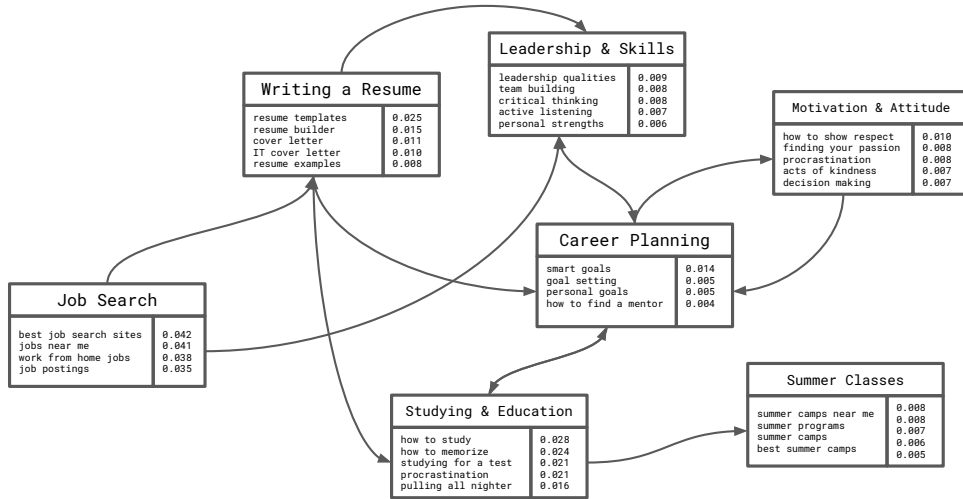 Leadership & Skills
leadership qualities 0.009
team building 0.008
critical thinking 0.008
active listening 0.007
personal strengths 0.006
Writing a Resume
resume templates 0.025
resume builder 0.015
cover letter 0.011
IT cover letter 0.010
resume examples 0.008
Motivation & Attitude
how to show respect 0.010
finding your passion 0.008
procrastination 0.008
acts of kindness 0.007
decision making 0.007
Career Planning
smart goals 0.014
goal setting 0.005
personal goals 0.005
how to find a mentor 0.004
Job Search
best job search sites 0.042
jobs near me 0.041
work from home jobs 0.038
job postings 0.035
Studying & Education
how to study 0.028
how to memorize 0.024
studying for a test 0.021
procrastination 0.021
pulling all nighter 0.016
Summer Classes
summer camps near me 0.008
summer programs 0.008
summer camps 0.007
best summer camps 0.006
0.005